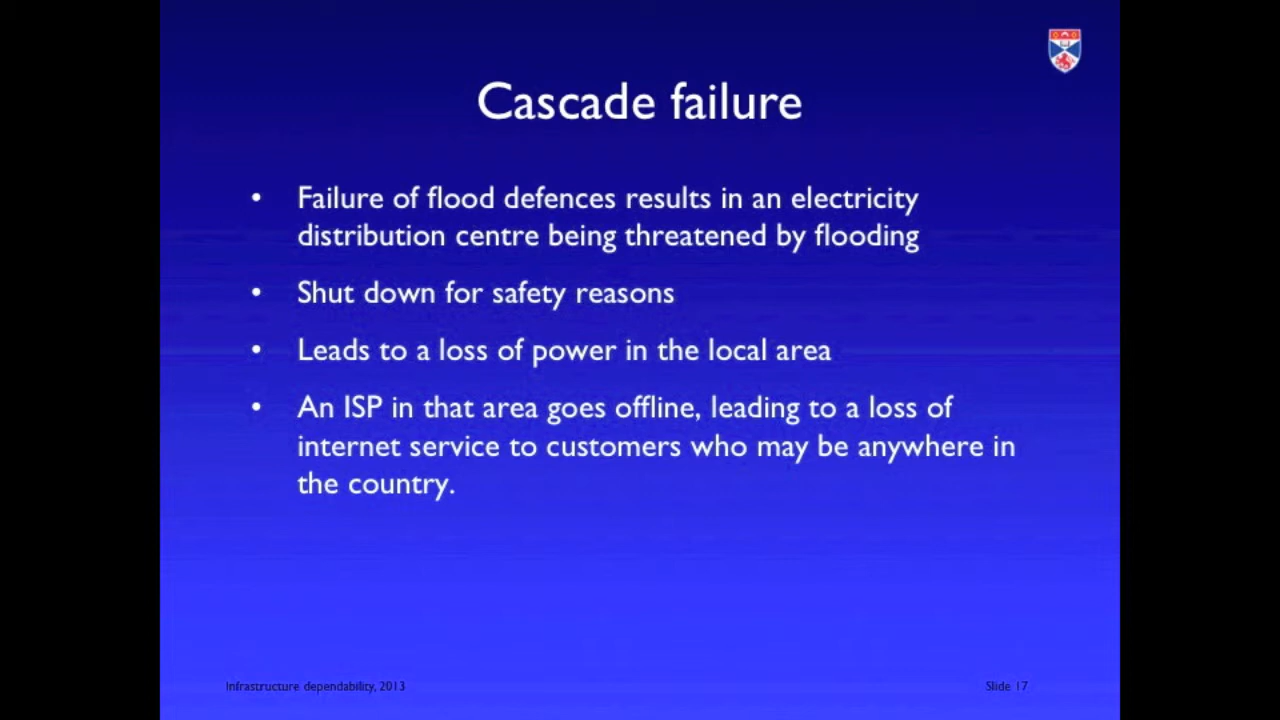 Cascade failure
• Failure of flood defences results in an electricity
distribution centre being threatened by flooding
• Shut down for safety reasons
• Leads to a loss of power in the local area
• An ISP in that area goes offline, leading to a loss of
internet service to customers who may be anywhere in
the country.
Infrastructure dependability, 2013
Slide 17